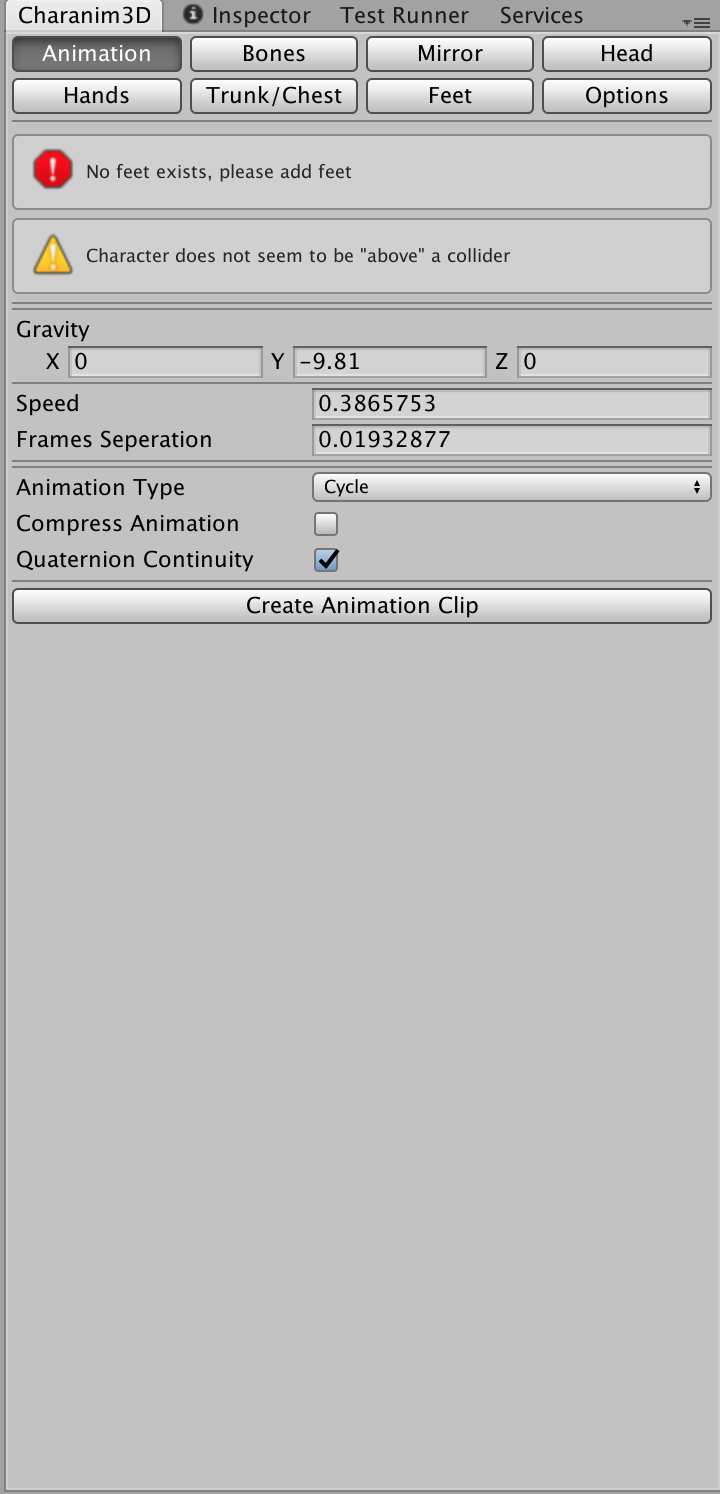 Charanim3D Inspector Test Runner Services
Animation Bones Mirror Head
Hands Trunk/Chest Feet Options
No feet exists, please add feet
Character does not seem to be "above" a collider
Gravity
X 0 Y -9.81 Z 0
Speed 0.3865753
Frames Seperation 0.01932877
Animation Type Cycle
Compress Animation
Quaternion Continuity
Create Animation Clip